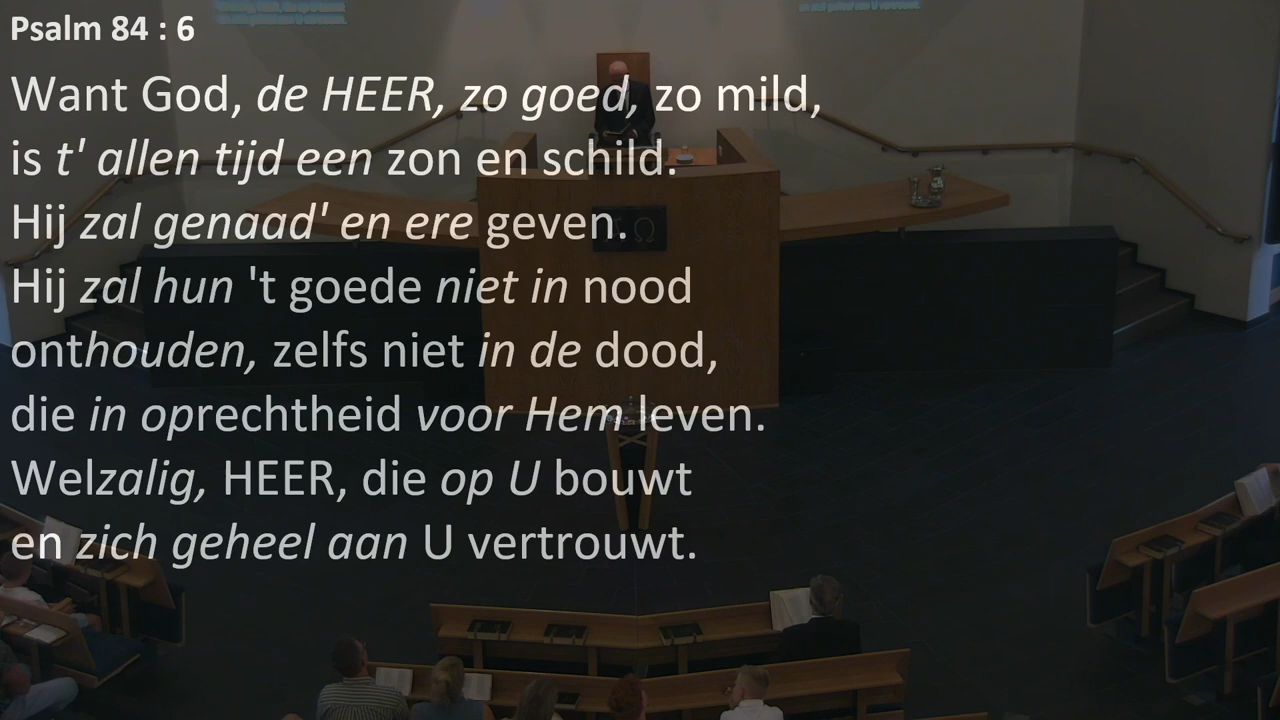 Psalm 84 : 6
Want God, de HEER, zo goed, zo mild,
is t' allen tijd een zon en schild.
Hij zal genaad' en ere geven.
Hij zal hun 't goede niet in nood
onthouden, zelfs niet in de dood,
die in oprechtheid voor Hem leven.
Welzalig, HEER, die op U bouwt
en zich geheel aan U vertrouwt.